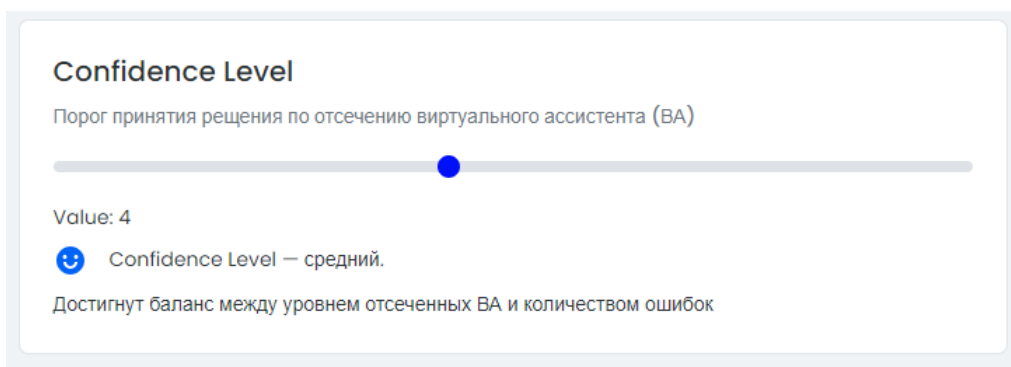 Confidence Level
Порог принятия рещения по отсечению виртуального ассистента (ВА)
Value: 4
Confidence Level — средний.
Достигнут баланс между уровнем отсеченных ВА и количеством ошибок